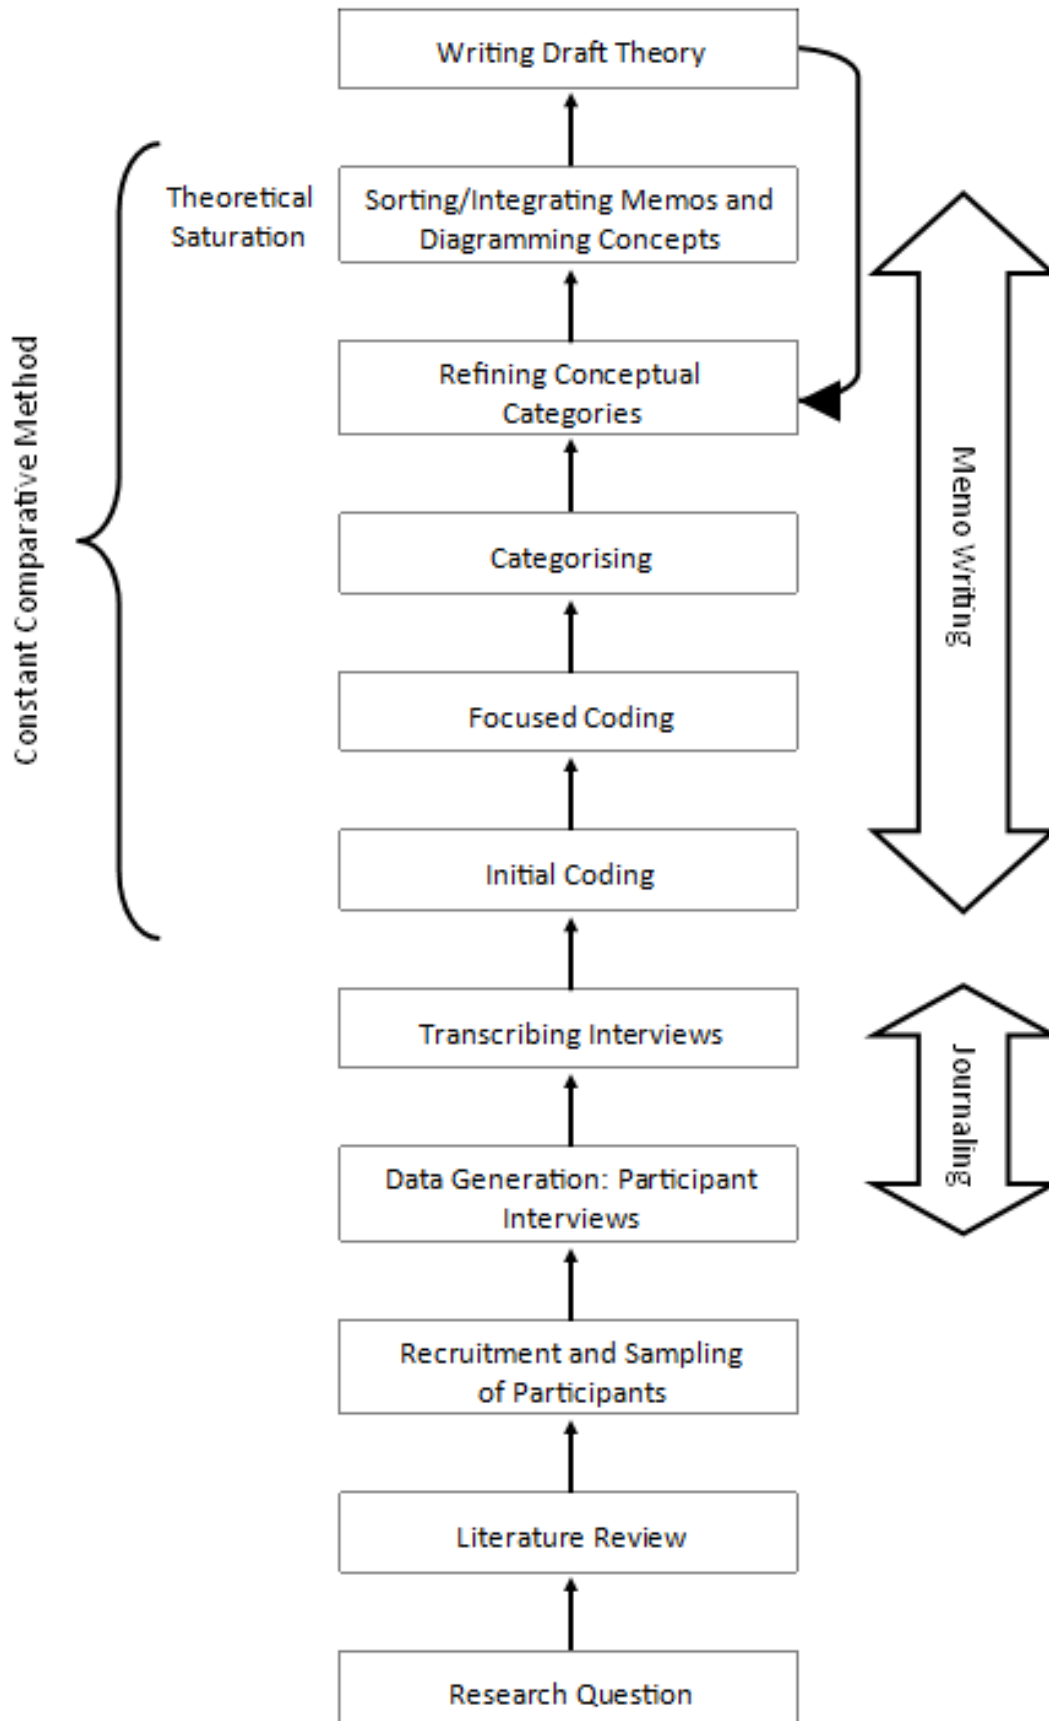 Writing Draft Theory
Theoretical
Saturation
Sorting/Integrating Memos and
Diagramming Concepts
Refining Conceptual
Categories
Constant Comparative Method
Memo Writing
Categorising
Focused Coding
Initial Coding
Transcribing Interviews
Journaling
Data Generation: Participant
Interviews
Recruitment and Sampling
of Participants
Literature Review
Research Question